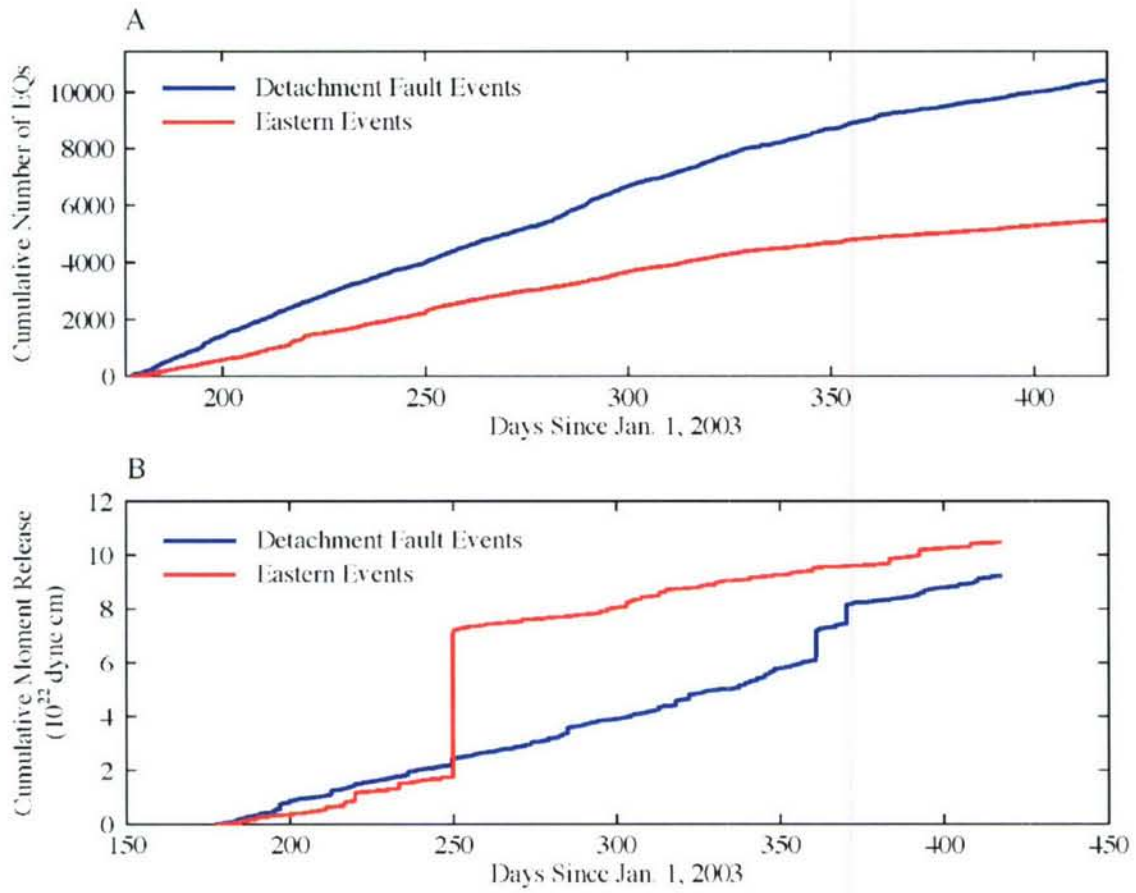 A
Cumulative Number of EQs
10000
8000
6000
4000
2000
0
Detachment Fault Events
Eastern Events
200 250 300 350 400
Days Since Jan. 1, 2003
B
Cumulative Moment Release
(10²² dyne cm)
12
10
8
6
4
2
0
Detachment Fault Events
Eastern Events
150 200 250 300 350 400 450
Days Since Jan. 1, 2003